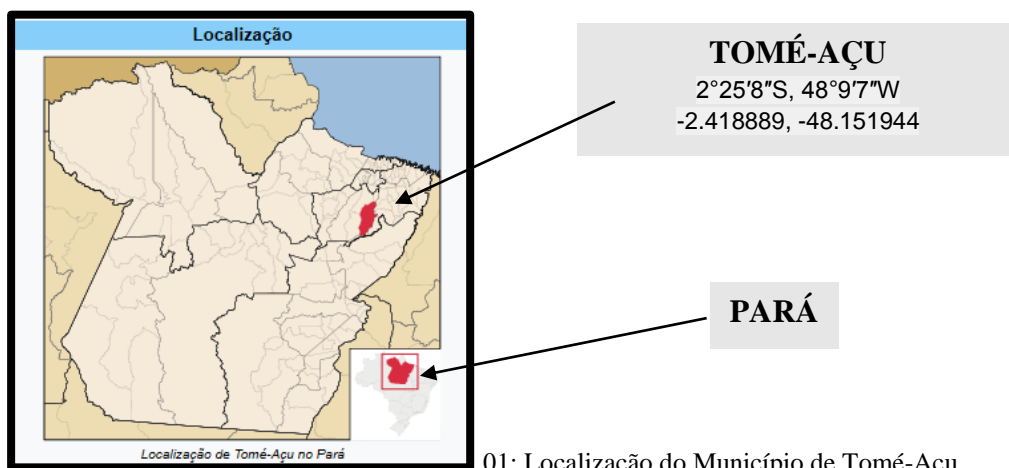 Localização
TOMÉ-AÇU
2°25′8″S, 48°9′7″W
-2.418889, -48.151944
PARÁ
Localização de Tomé-Açu no Pará
01: Localização do Município de Tomé-Açu